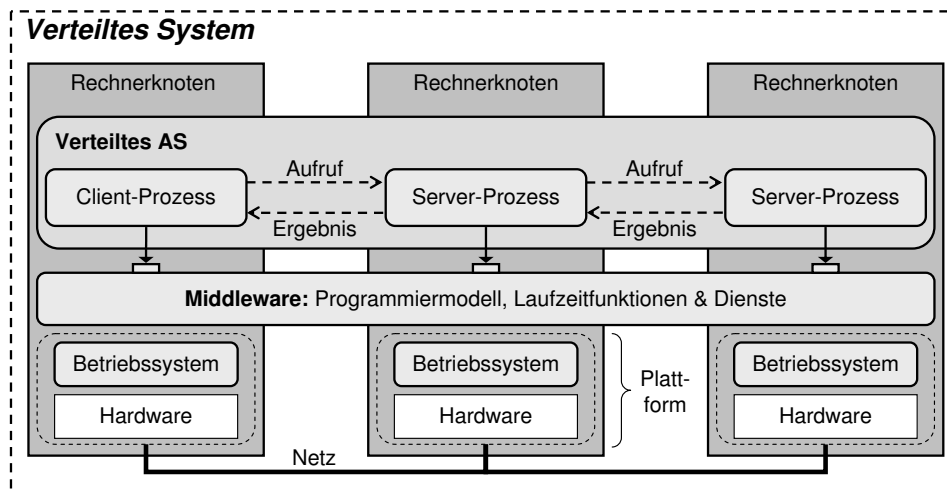 Verteiltes System
Rechnerknoten
Rechnerknoten
Rechnerknoten
Verteiltes AS
Aufruf
Aufruf
Client-Prozess
Server-Prozess
Server-Prozess
Ergebnis
Ergebnis
Middleware: Programmiermodell, Laufzeitfunktionen & Dienste
Betriebssystem
Betriebssystem
Betriebssystem
Platt-
form
Hardware
Hardware
Hardware
Netz